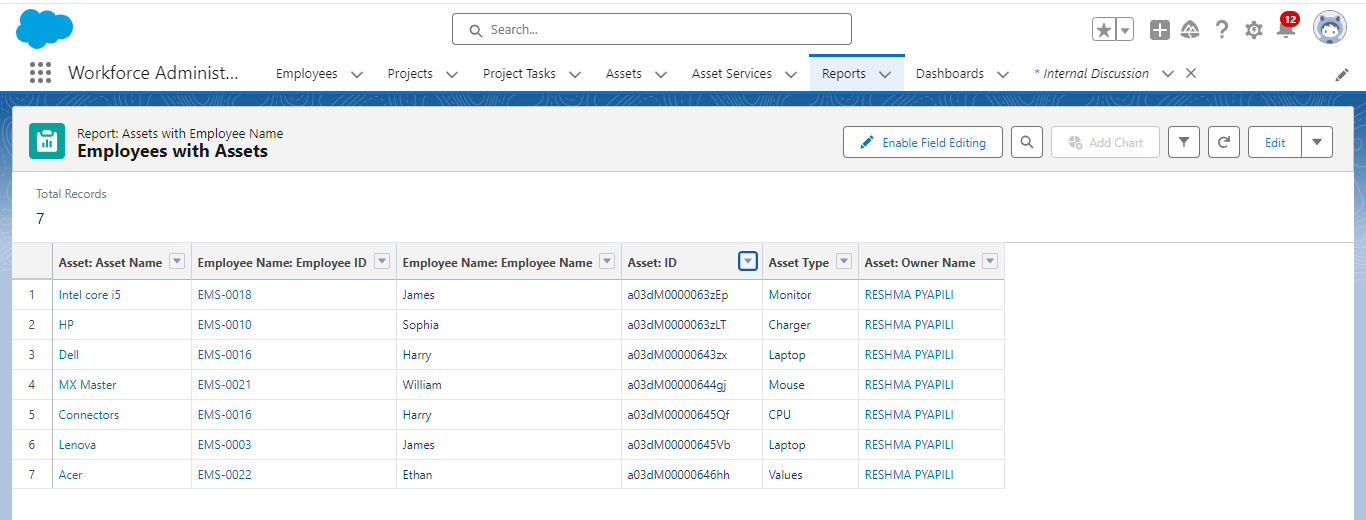 Search...
12
Workforce Administ... Employees Projects Project Tasks Assets Asset Services Reports Dashboards * Internal Discussion
Report: Assets with Employee Name
Employees with Assets
Enable Field Editing Add Chart Edit
Total Records
7
Asset: Asset Name Employee Name: Employee ID Employee Name: Employee Name Asset: ID Asset Type Asset: Owner Name
1 Intel core i5 EMS-0018 James a03dM0000063zEp Monitor RESHMA PYAPILI
2 HP EMS-0010 Sophia a03dM0000063zLT Charger RESHMA PYAPILI
3 Dell EMS-0016 Harry a03dM00000643zx Laptop RESHMA PYAPILI
4 MX Master EMS-0021 William a03dM00000644gj Mouse RESHMA PYAPILI
5 Connectors EMS-0016 Harry a03dM00000645Qf CPU RESHMA PYAPILI
6 Lenova EMS-0003 James a03dM00000645Vb Laptop RESHMA PYAPILI
7 Acer EMS-0022 Ethan a03dM00000646hh Values RESHMA PYAPILI